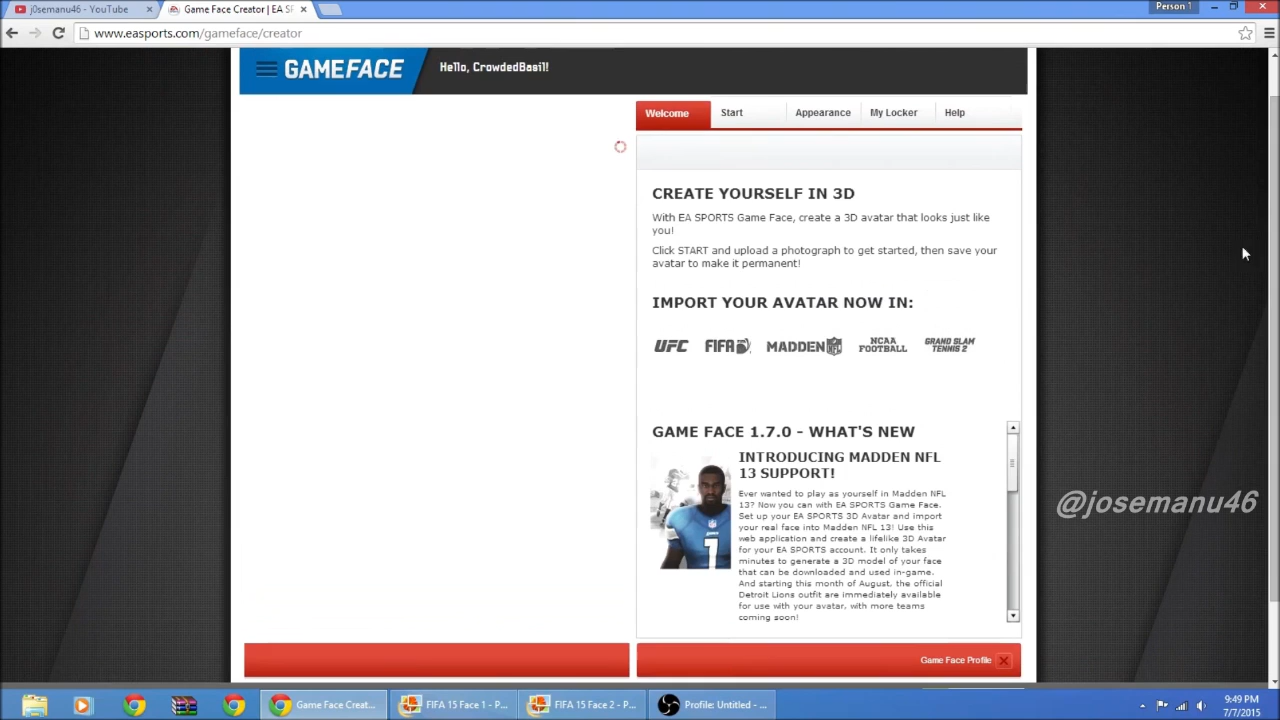 j0semanu46 - YouTube
Game Face Creator | EA SF
Person 1
www.easports.com/gameface/creator
GAMEFACE
Hello, CrowdedBasil!
Welcome
Start
Appearance
My Locker
Help
CREATE YOURSELF IN 3D
With EA SPORTS Game Face, create a 3D avatar that looks just like
you!
Click START and upload a photograph to get started, then save your
avatar to make it permanent!
IMPORT YOUR AVATAR NOW IN:
UFC
FIFA
MADDEN NFL
NCAA
FOOTBALL
GRAND SLAM
TENNIS 2
GAME FACE 1.7.0 - WHAT'S NEW
INTRODUCING MADDEN NFL
13 SUPPORT!
Ever wanted to play as yourself in Madden NFL
13? Now you can with EA SPORTS Game Face.
Set up your EA SPORTS 3D Avatar and import
your real face into Madden NFL 13! Use this
web application and create a lifelike 3D Avatar
for your EA SPORTS account. It only takes
minutes to generate a 3D model of your face
that can be downloaded and used in-game.
And starting this month of August, the official
Detroit Lions outfit are immediately available
for use with your avatar, with more teams
coming soon!
1
@josemanu46
Game Face Profile
Game Face Creat...
FIFA 15 Face 1 - P...
FIFA 15 Face 2 - P...
Profile: Untitled - ...
9:49 PM
7/7/2015